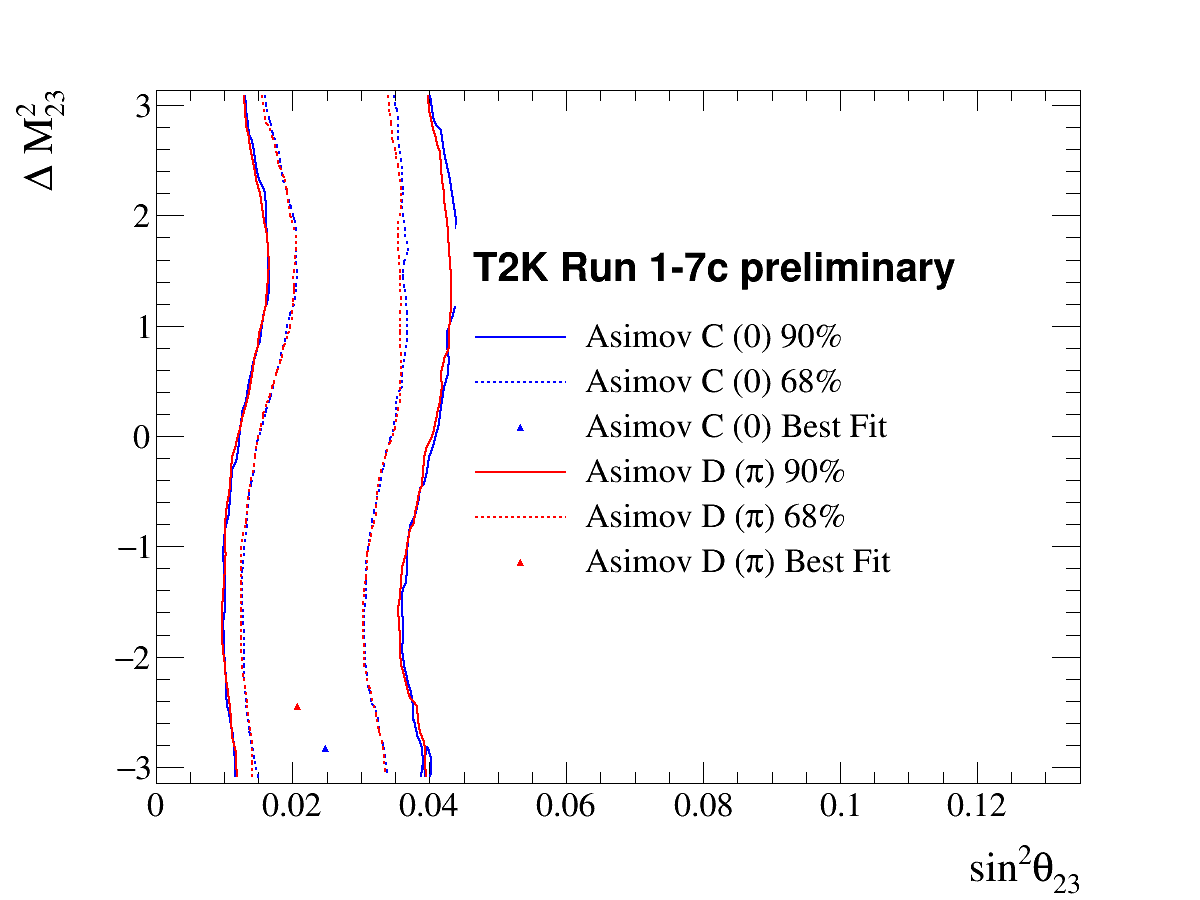 Δ M²₂₃
3
2
1
0
−1
−2
−3
T2K Run 1-7c preliminary
Asimov C (0) 90%
Asimov C (0) 68%
Asimov C (0) Best Fit
Asimov D (π) 90%
Asimov D (π) 68%
Asimov D (π) Best Fit
0 0.02 0.04 0.06 0.08 0.1 0.12
sin²θ₂₃